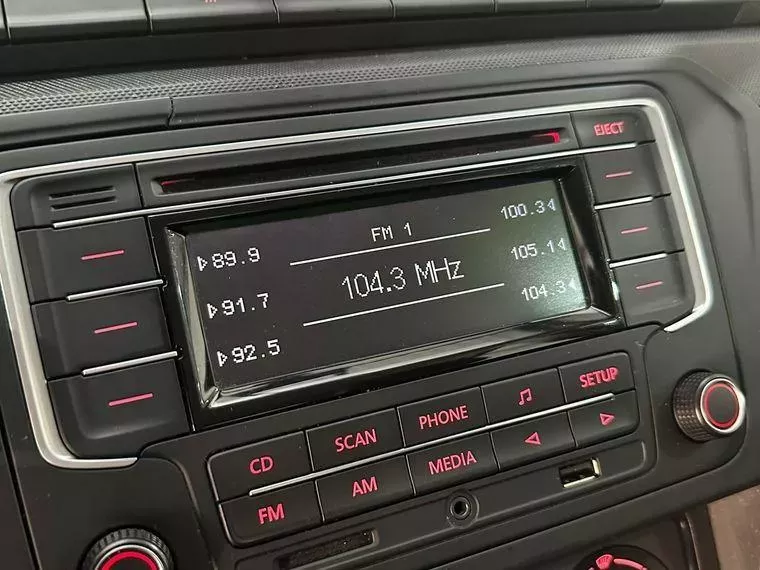 EJECT
FM 1
89.9
100.3
104.3 MHz
91.7
105.1
92.5
104.3
CD SCAN PHONE SETUP
FM AM MEDIA